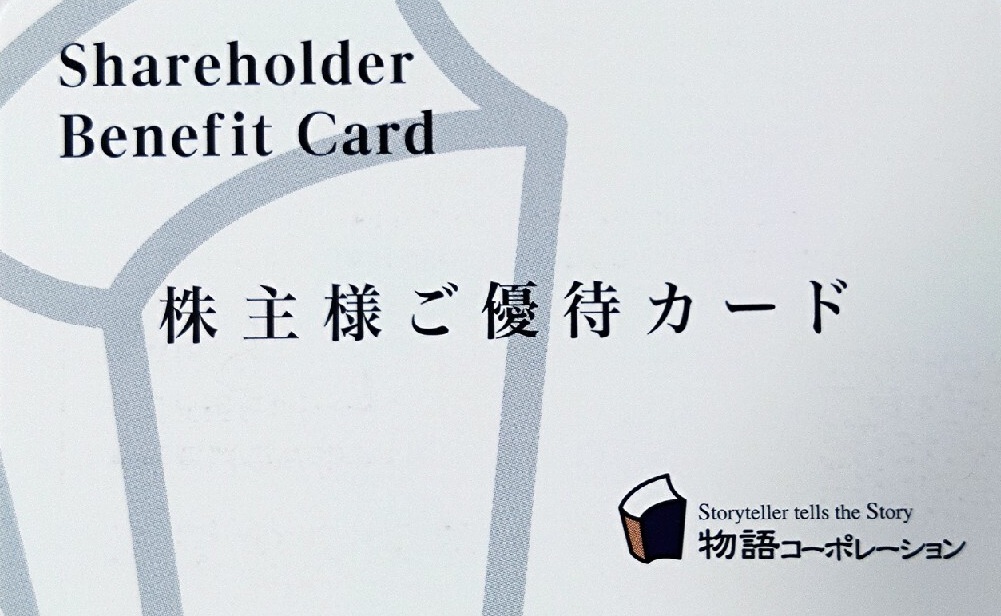 Shareholder
Benefit Card
株主様ご優待カード
Storyteller tells the Story
物語コーポレーション